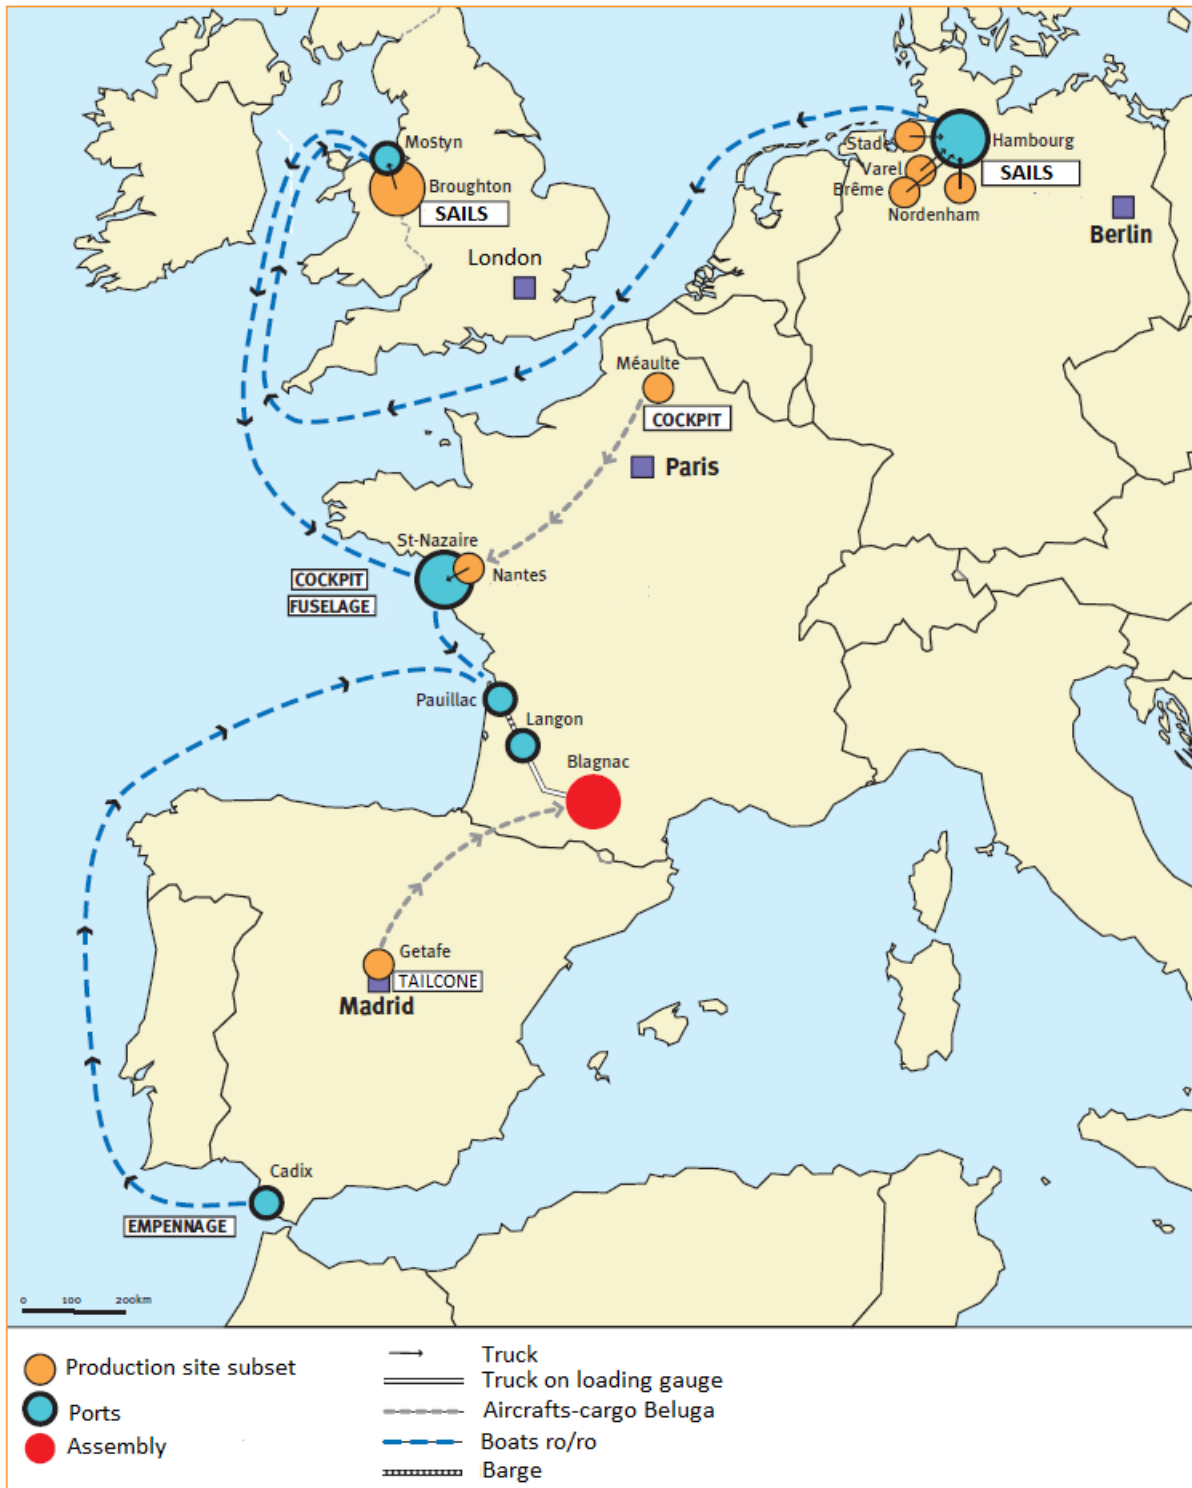 Mostyn
Broughton
SAILS
London
Stade
Hambourg
Varel
SAILS
Brême
Nordenham
Berlin
Méaulte
COCKPIT
Paris
St-Nazaire
Nantes
COCKPIT
FUSELAGE
Pauillac
Langon
Blagnac
Getafe
TAILCONE
Madrid
Cadix
EMPENNAGE
0 100 200km
Production site subset
Ports
Assembly
Truck
Truck on loading gauge
Aircrafts-cargo Beluga
Boats ro/ro
Barge